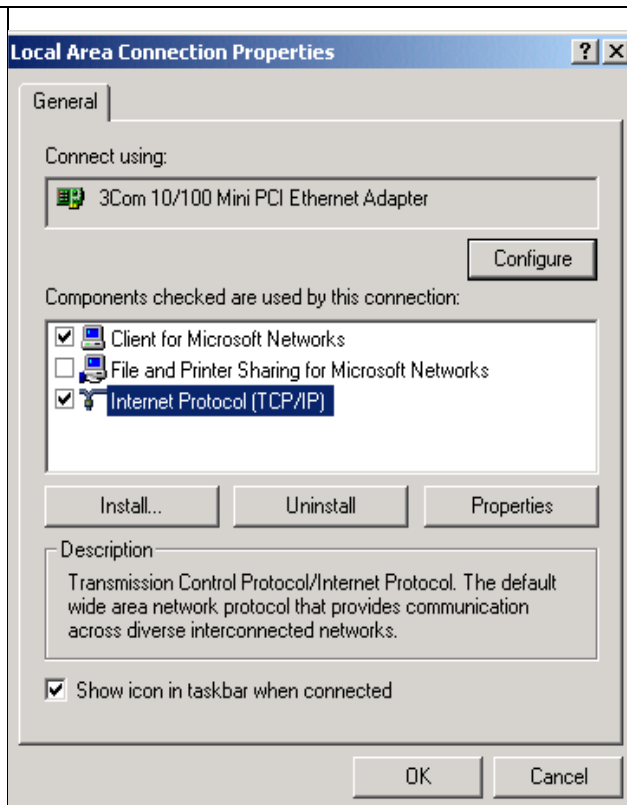 Local Area Connection Properties
?
General
Connect using:
3Com 10/100 Mini PCI Ethernet Adapter
Configure
Components checked are used by this connection:
Client for Microsoft Networks
File and Printer Sharing for Microsoft Networks
Internet Protocol (TCP/IP)
Install... Uninstall Properties
Description
Transmission Control Protocol/Internet Protocol. The default
wide area network protocol that provides communication
across diverse interconnected networks.
Show icon in taskbar when connected
OK Cancel